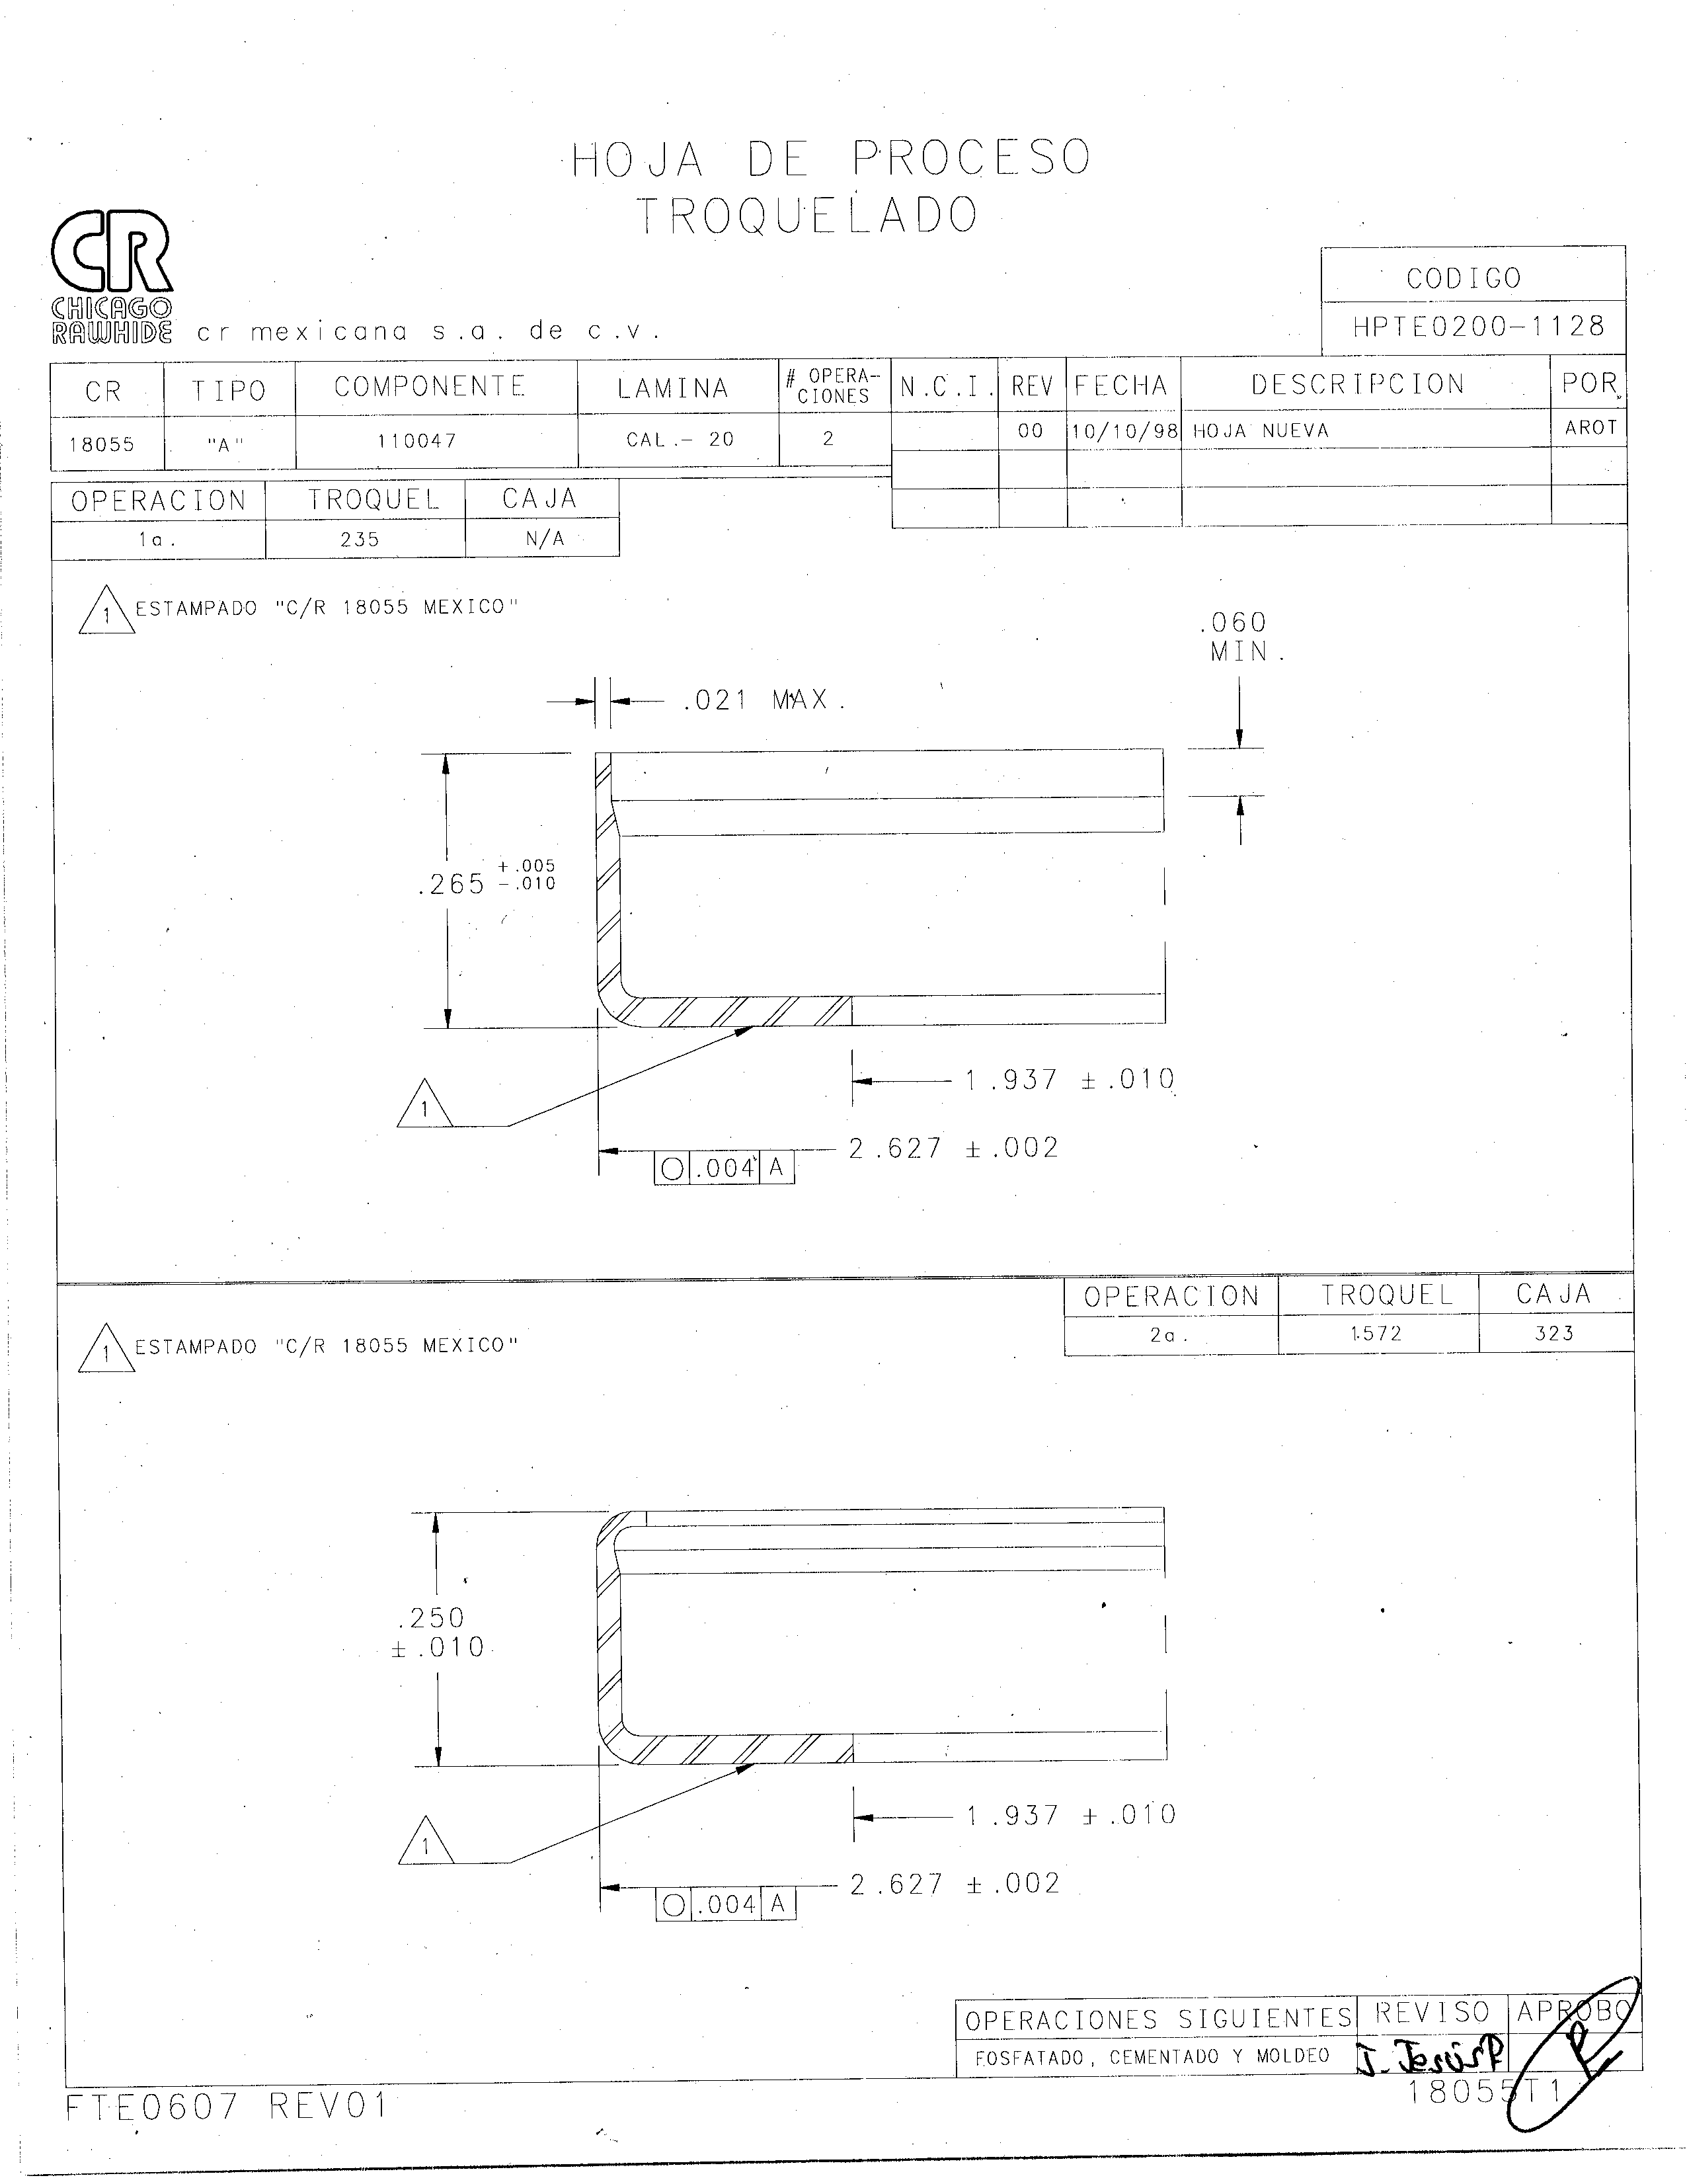 HOJA DE PROCESO
TROQUELADO
CR
CHICAGO
RAWHIDE cr mexicana s.a. de c.v.
CODIGO
HPTE0200-1128
CR TIPO COMPONENTE LAMINA # OPERA-CIONES N.C.I. REV FECHA DESCRIPCION POR
18055 "A" 110047 CAL.- 20 2 00 10/10/98 HOJA NUEVA AROT
OPERACION TROQUEL CAJA
1a. 235 N/A
1 ESTAMPADO "C/R 18055 MEXICO"
.060
MIN.
.021 MAX.
.265 +.005 -.010
1.937 ±.010
1
2.627 ±.002
.004 A
OPERACION TROQUEL CAJA
2a. 1572 323
1 ESTAMPADO "C/R 18055 MEXICO"
.250
±.010
1.937 ±.010
1
2.627 ±.002
.004 A
OPERACIONES SIGUIENTES REVISO APROBO
FOSFATADO, CEMENTADO Y MOLDEO
18055T1
FTE0607 REV01